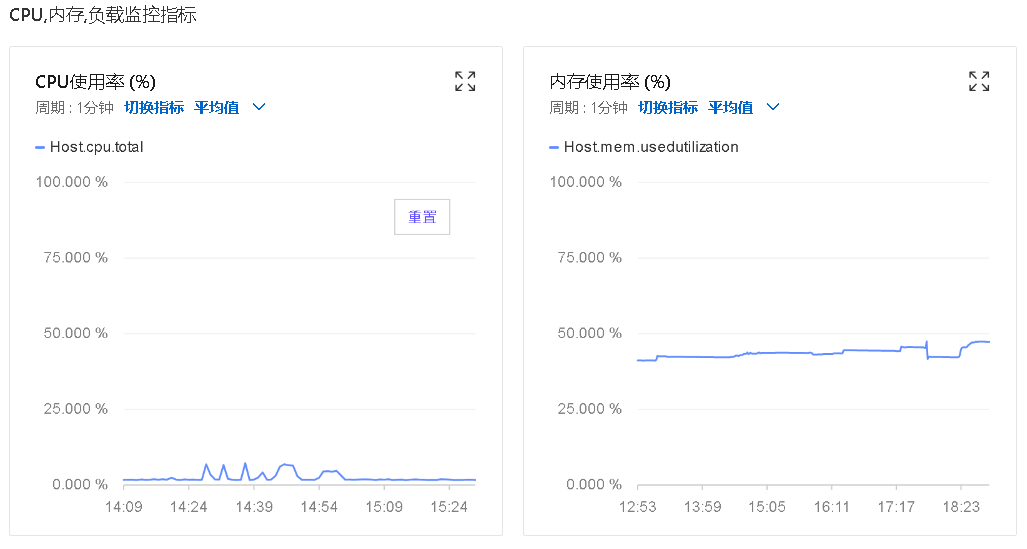 CPU,内存,负载监控指标
CPU使用率 (%)
周期 : 1分钟 切换指标 平均值
Host.cpu.total
100.000 %
重置
75.000 %
50.000 %
25.000 %
0.000 %
14:09 14:24 14:39 14:54 15:09 15:24
内存使用率 (%)
周期 : 1分钟 切换指标 平均值
Host.mem.usedutilization
100.000 %
75.000 %
50.000 %
25.000 %
0.000 %
12:53 13:59 15:05 16:11 17:17 18:23